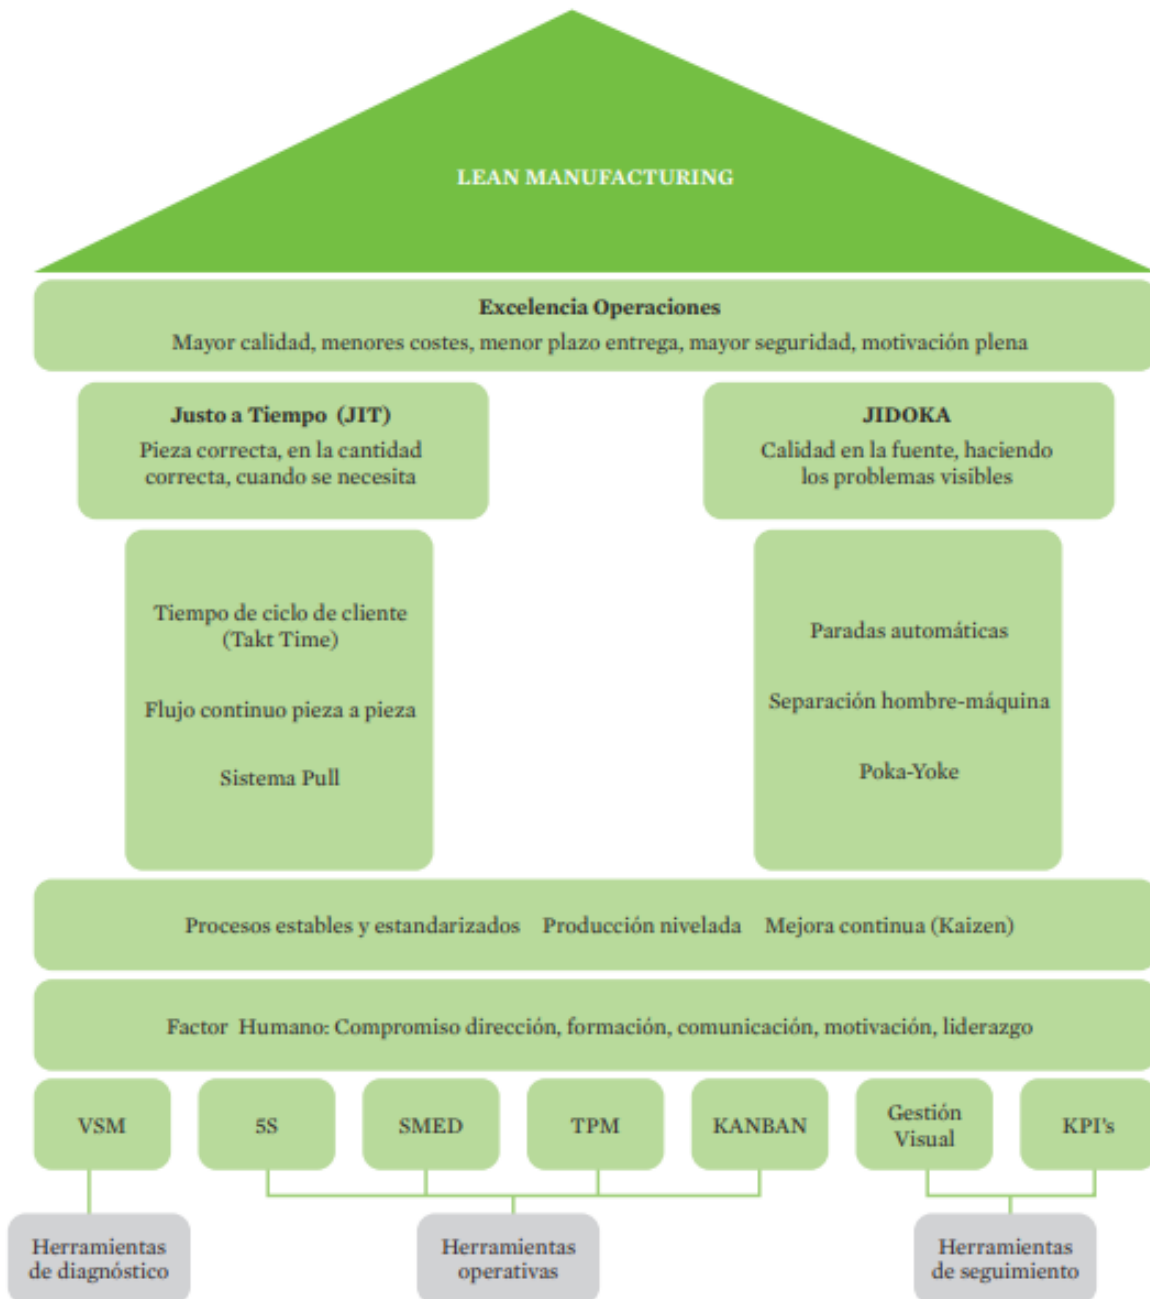 LEAN MANUFACTURING
Excelencia Operaciones
Mayor calidad, menores costes, menor plazo entrega, mayor seguridad, motivación plena
Justo a Tiempo (JIT)
Pieza correcta, en la cantidad
correcta, cuando se necesita
JIDOKA
Calidad en la fuente, haciendo
los problemas visibles
Tiempo de ciclo de cliente
(Takt Time)
Flujo continuo pieza a pieza
Sistema Pull
Paradas automáticas
Separación hombre-máquina
Poka-Yoke
Procesos estables y estandarizados Producción nivelada Mejora continua (Kaizen)
Factor Humano: Compromiso dirección, formación, comunicación, motivación, liderazgo
VSM
5S
SMED
TPM
KANBAN
Gestión
Visual
KPI's
Herramientas
de diagnóstico
Herramientas
operativas
Herramientas
de seguimiento